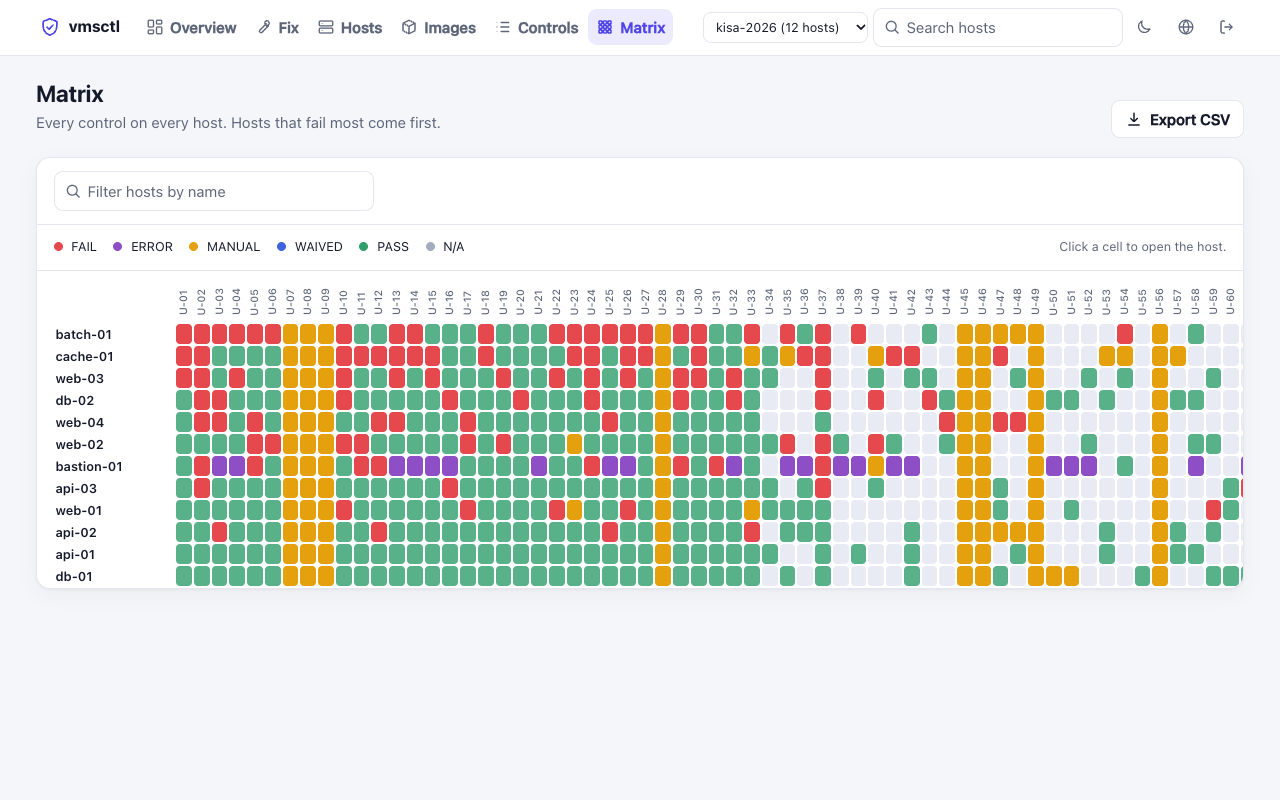 vmsctl Overview Fix Hosts Images Controls Matrix kisa-2026 (12 hosts) Search hosts
Matrix
Every control on every host. Hosts that fail most come first.
Export CSV
Filter hosts by name
FAIL ERROR MANUAL WAIVED PASS N/A Click a cell to open the host.
U-01 U-02 U-03 U-04 U-05 U-06 U-07 U-08 U-09 U-10 U-11 U-12 U-13 U-14 U-15 U-16 U-17 U-18 U-19 U-20 U-21 U-22 U-23 U-24 U-25 U-26 U-27 U-28 U-29 U-30 U-31 U-32 U-33 U-34 U-35 U-36 U-37 U-38 U-39 U-40 U-41 U-42 U-43 U-44 U-45 U-46 U-47 U-48 U-49 U-50 U-51 U-52 U-53 U-54 U-55 U-56 U-57 U-58 U-59 U-60
batch-01
cache-01
web-03
db-02
web-04
web-02
bastion-01
api-03
web-01
api-02
api-01
db-01